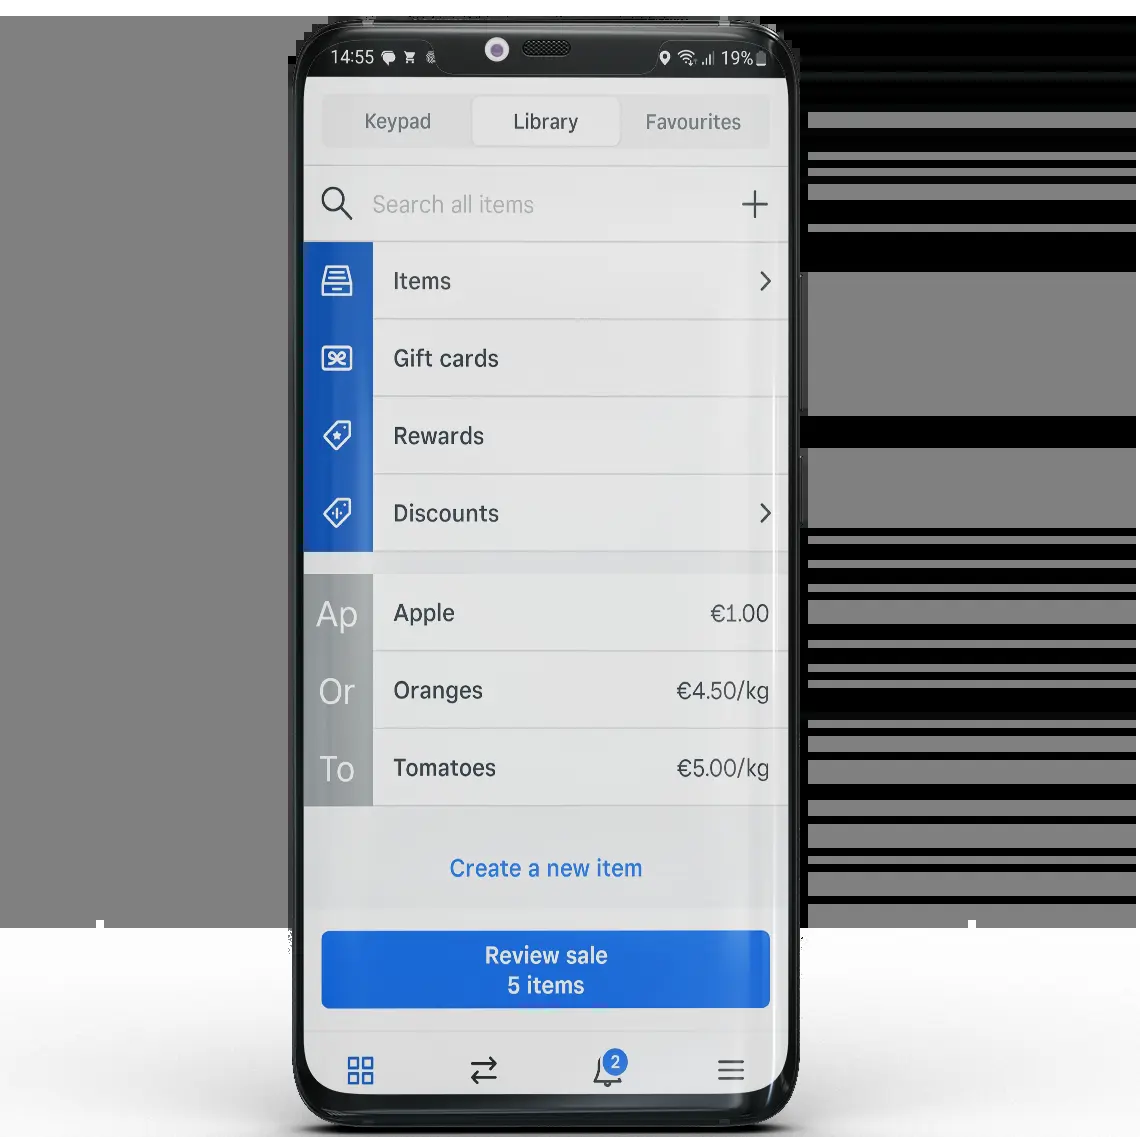 14:55
19%
Keypad
Library
Favourites
Search all items
Items
Gift cards
Rewards
Discounts
Ap
Apple
€1.00
Or
Oranges
€4.50/kg
To
Tomatoes
€5.00/kg
Create a new item
Review sale
5 items
2